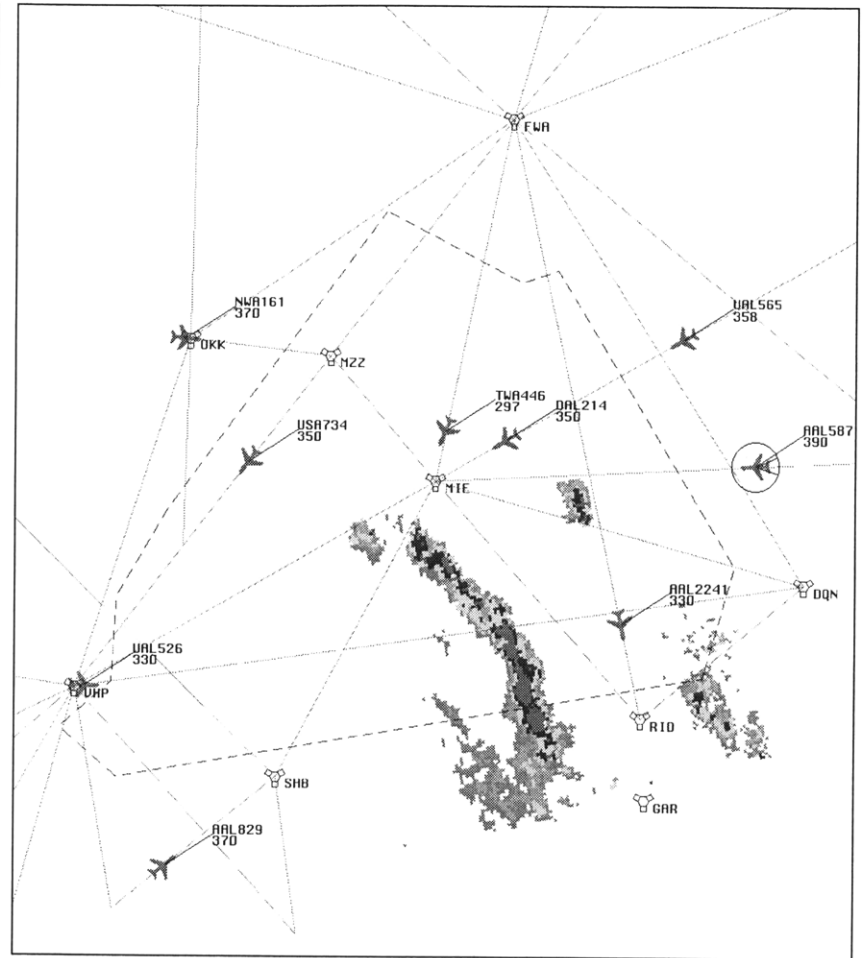 FWA
NWA161
370
OKK
MZZ
UAL565
358
TWA446
297
DAL214
350
USA734
350
AAL587
390
MIE
AAL2241
330
DQN
UAL526
330
VHP
RID
SHB
GAR
AAL829
370